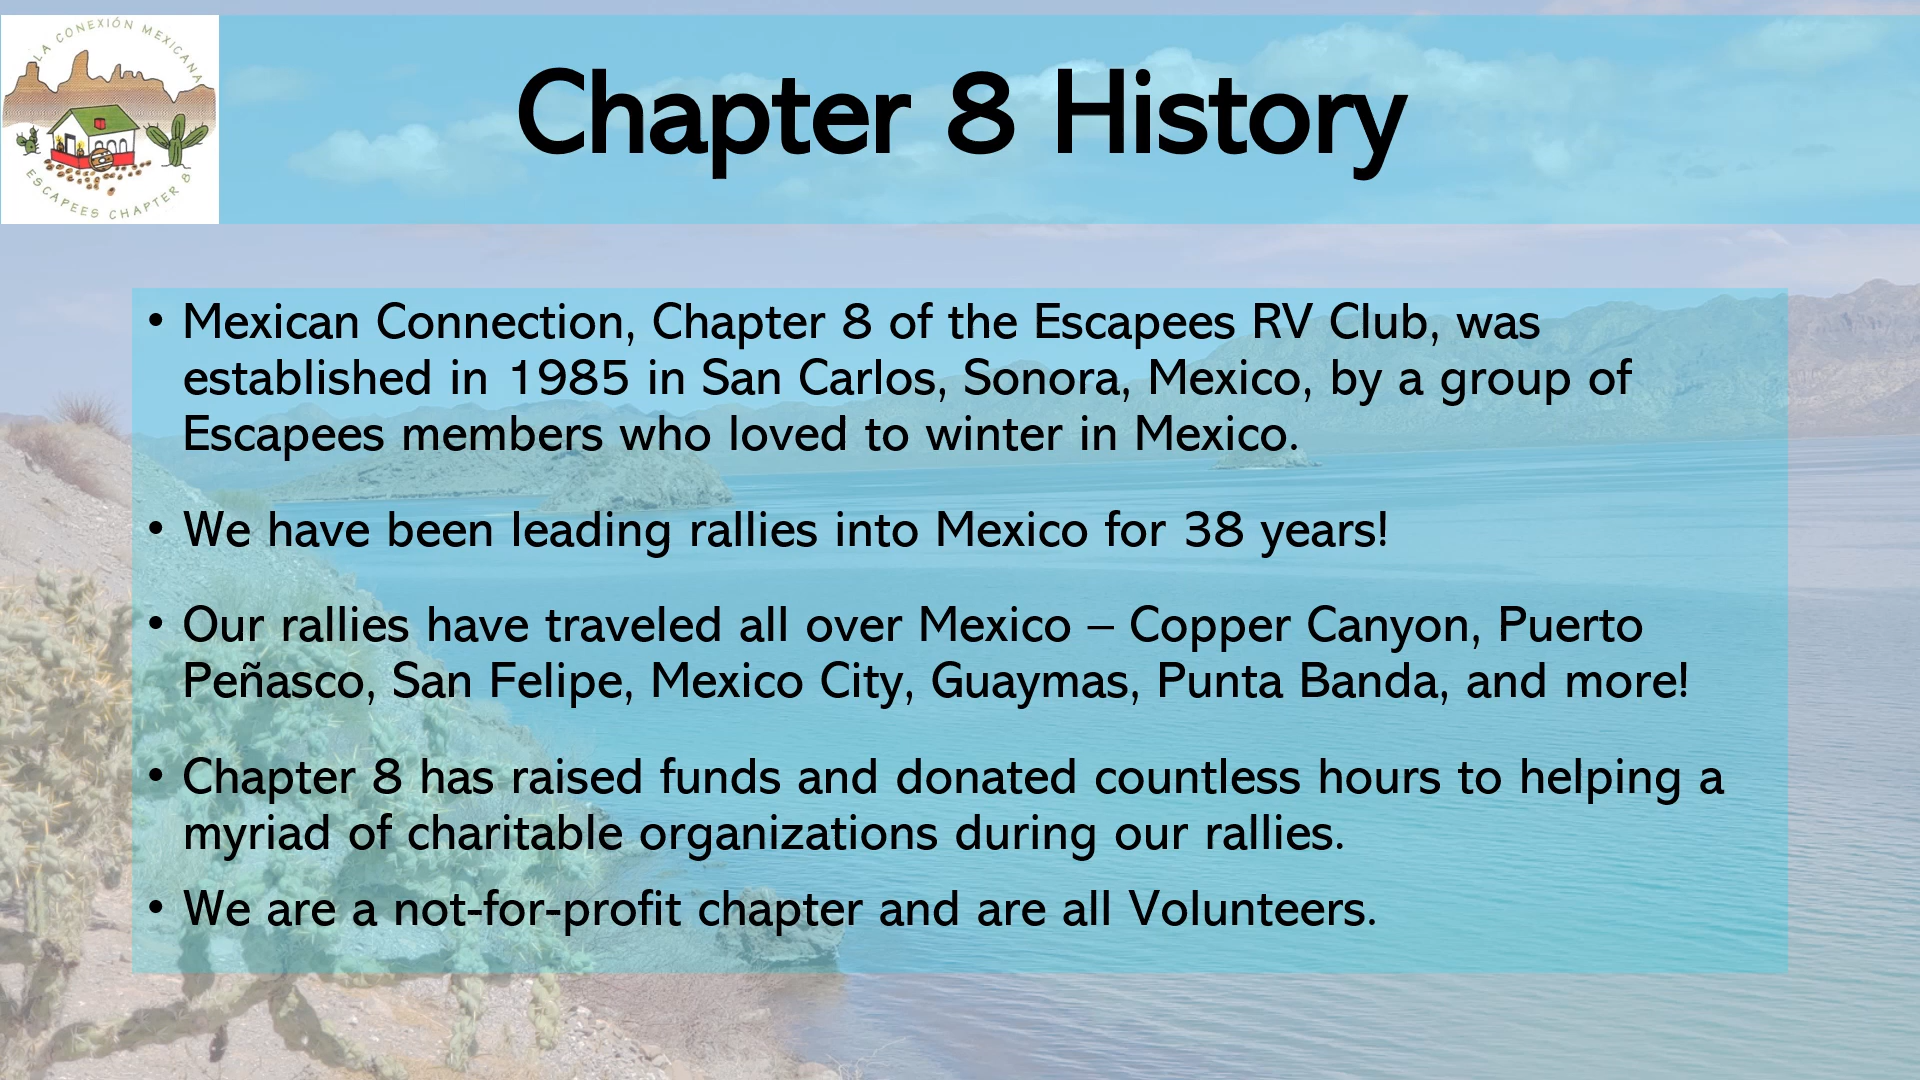 LA CONEXIÓN MEXICANA
ESCAPEES CHAPTER 8
Chapter 8 History
• Mexican Connection, Chapter 8 of the Escapees RV Club, was
established in 1985 in San Carlos, Sonora, Mexico, by a group of
Escapees members who loved to winter in Mexico.
• We have been leading rallies into Mexico for 38 years!
• Our rallies have traveled all over Mexico – Copper Canyon, Puerto
Peñasco, San Felipe, Mexico City, Guaymas, Punta Banda, and more!
• Chapter 8 has raised funds and donated countless hours to helping a
myriad of charitable organizations during our rallies.
• We are a not-for-profit chapter and are all Volunteers.